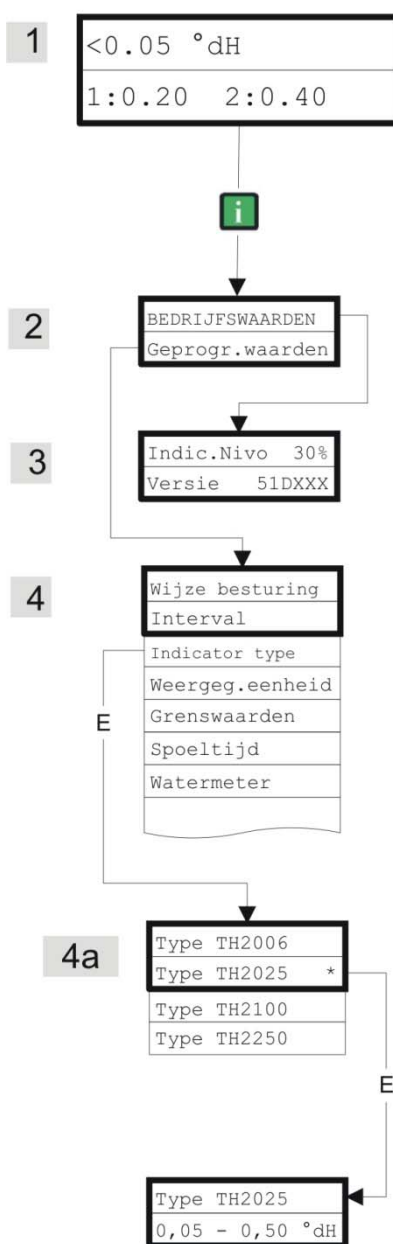 1
<0.05 °dH
1:0.20 2:0.40
i
2
BEDRIJFSWAARDEN
Geprogr.waarden
3
Indic.Nivo 30%
Versie 51DXXX
4
Wijze besturing
Interval
Indicator type
Weergeg.eenheid
Grenswaarden
Spoeltijd
Watermeter
E
4a
Type TH2006
Type TH2025 *
Type TH2100
Type TH2250
E
Type TH2025
0,05 - 0,50 °dH